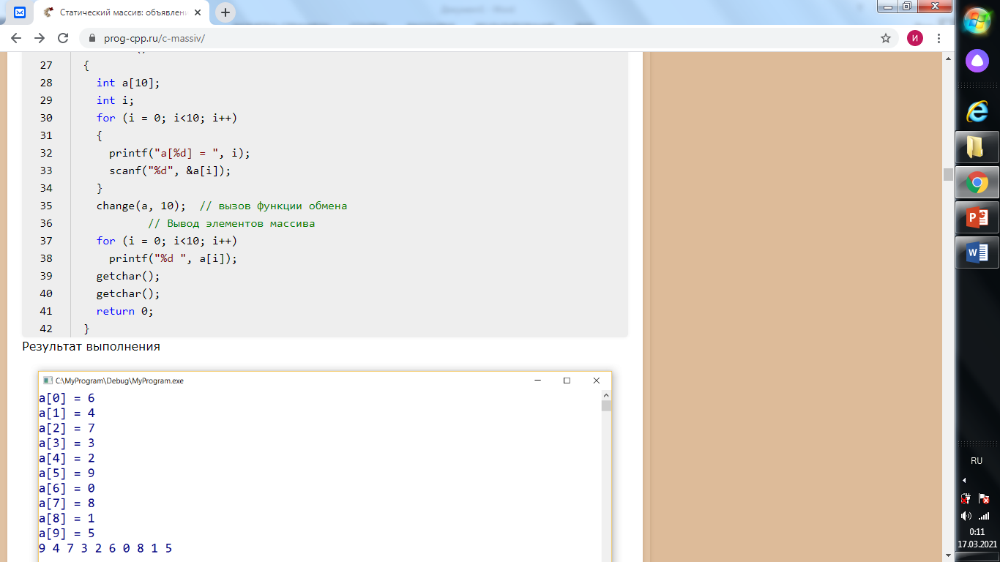 Статический массив: объявлен
prog-cpp.ru/c-massiv/
И
27 {
28 int a[10];
29 int i;
30 for (i = 0; i<10; i++)
31 {
32 printf("a[%d] = ", i);
33 scanf("%d", &a[i]);
34 }
35 change(a, 10); // вызов функции обмена
36 // Вывод элементов массива
37 for (i = 0; i<10; i++)
38 printf("%d ", a[i]);
39 getchar();
40 getchar();
41 return 0;
42 }
Результат выполнения
C:\MyProgram\Debug\MyProgram.exe
a[0] = 6
a[1] = 4
a[2] = 7
a[3] = 3
a[4] = 2
a[5] = 9
a[6] = 0
a[7] = 8
a[8] = 1
a[9] = 5
9 4 7 3 2 6 0 8 1 5
RU
0:11
17.03.2021